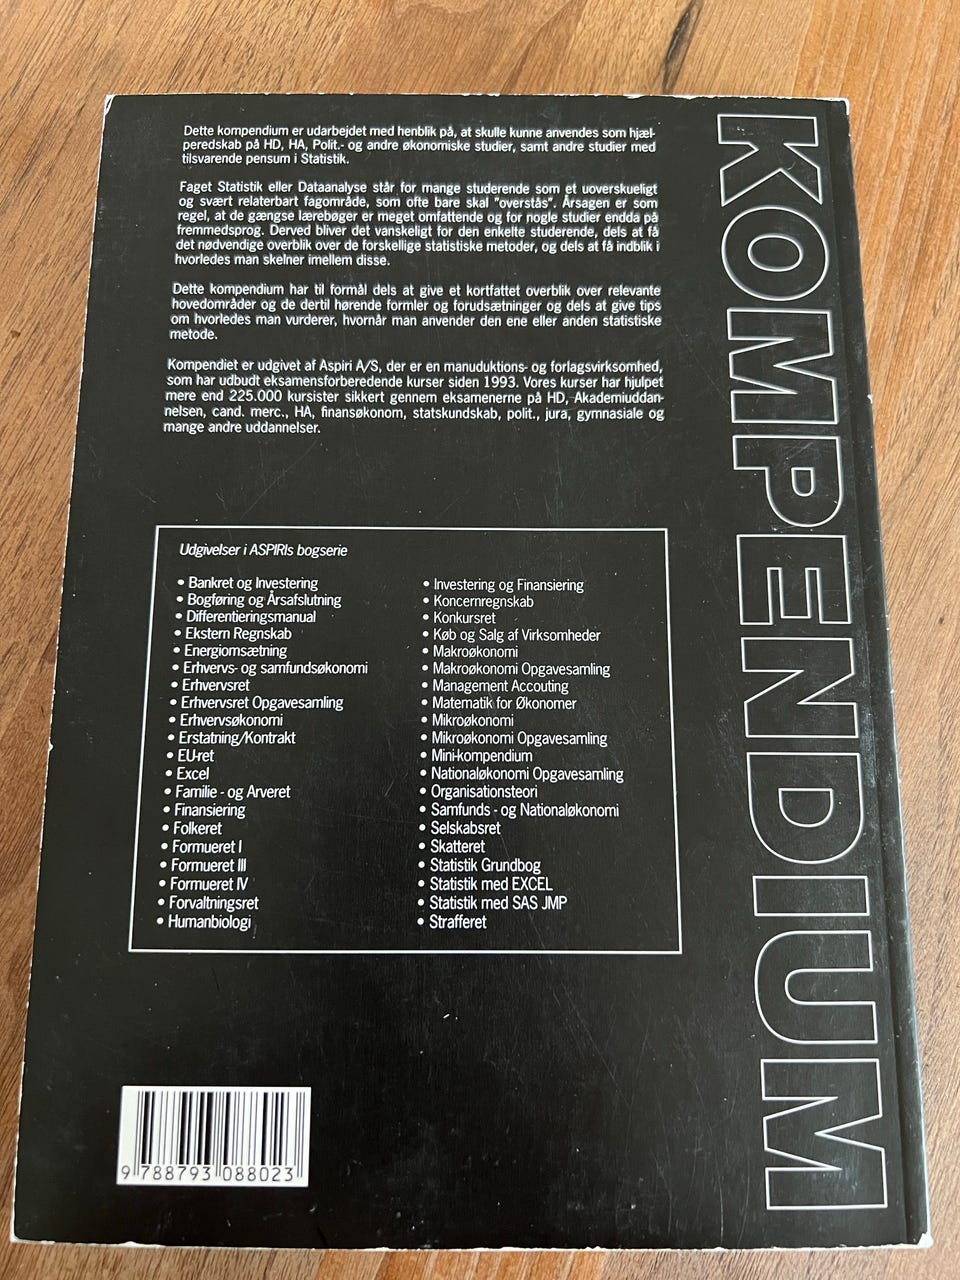 Dette kompendium er udarbejdet med henblik på, at skulle kunne anvendes som hjæl-
peredskab på HD, HA, Polit.- og andre økonomiske studier, samt andre studier med
tilsvarende pensum i Statistik.
Faget Statistik eller Dataanalyse står for mange studerende som et uoverskueligt
og svært relaterbart fagområde, som ofte bare skal "overstås". Årsagen er som
regel, at de gængse lærebøger er meget omfattende og for nogle studier endda på
fremmedsprog. Derved bliver det vanskeligt for den enkelte studerende, dels at få
det nødvendige overblik over de forskellige statistiske metoder, og dels at få indblik i
hvorledes man skelner imellem disse.
Dette kompendium har til formål dels at give et kortfattet overblik over relevante
hovedområder og de dertil hørende formler og forudsætninger og dels at give tips
om hvorledes man vurderer, hvornår man anvender den ene eller anden statistiske
metode.
Kompendiet er udgivet af Aspiri A/S, der er en manuduktions- og forlagsvirksomhed,
som har udbudt eksamensforberedende kurser siden 1993. Vores kurser har hjulpet
mere end 225.000 kursister sikkert gennem eksamenerne på HD, Akademiuddan-
nelsen, cand. merc., HA, finansøkonom, statskundskab, polit., jura, gymnasiale og
mange andre uddannelser.
Udgivelser i ASPIRIs bogserie
• Bankret og Investering
• Bogføring og Årsafslutning
• Differentieringsmanual
• Ekstern Regnskab
• Energiomsætning
• Erhvervs- og samfundsøkonomi
• Erhvervsret
• Erhvervsret Opgavesamling
• Erhvervsøkonomi
• Erstatning/Kontrakt
• EU-ret
• Excel
• Familie - og Arveret
• Finansiering
• Folkeret
• Formueret I
• Formueret III
• Formueret IV
• Forvaltningsret
• Humanbiologi
• Investering og Finansiering
• Koncernregnskab
• Konkursret
• Køb og Salg af Virksomheder
• Makroøkonomi
• Makroøkonomi Opgavesamling
• Management Accouting
• Matematik for Økonomer
• Mikroøkonomi
• Mikroøkonomi Opgavesamling
• Mini-kompendium
• Nationaløkonomi Opgavesamling
• Organisationsteori
• Samfunds - og Nationaløkonomi
• Selskabsret
• Skatteret
• Statistik Grundbog
• Statistik med EXCEL
• Statistik med SAS JMP
• Strafferet
KOMPENDIUM
9 788793 088023